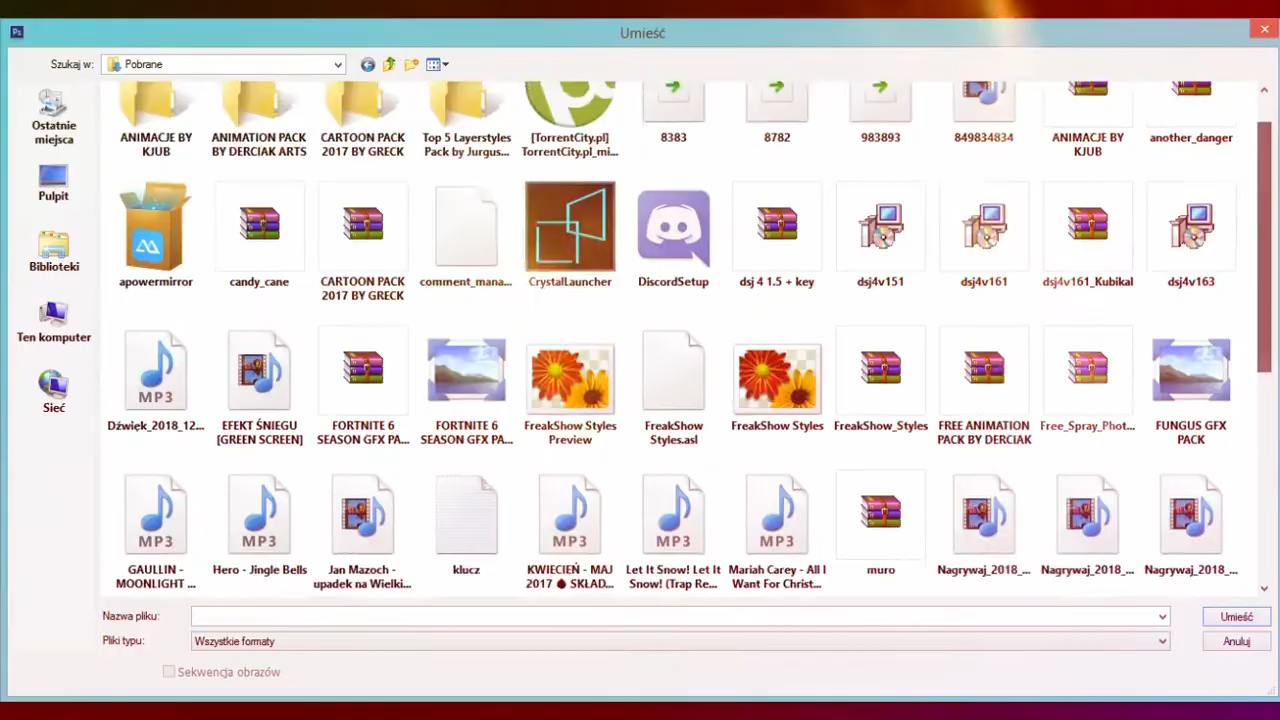 Ps
Umieść
Szukaj w:
Pobrane
Ostatnie
miejsca
Pulpit
Biblioteki
Ten komputer
Sieć
ANIMACJE BY
KJUB
ANIMATION PACK
BY DERCIAK ARTS
CARTOON PACK
2017 BY GRECK
Top 5 Layerstyles
Pack by Jurgus...
[TorrentCity.pl]
TorrentCity.pl_mi...
8383
8782
983893
849834834
ANIMACJE BY
KJUB
another_danger
apowermirror
candy_cane
CARTOON PACK
2017 BY GRECK
comment_mana...
CrystalLauncher
DiscordSetup
dsj 4 1.5 + key
dsj4v151
dsj4v161
dsj4v161_Kubikal
dsj4v163
MP3
Dźwięk_2018_12...
EFEKT ŚNIEGU
[GREEN SCREEN]
FORTNITE 6
SEASON GFX PA...
FORTNITE 6
SEASON GFX PA...
FreakShow Styles
Preview
FreakShow
Styles.asl
FreakShow Styles
FreakShow_Styles
FREE ANIMATION
PACK BY DERCIAK
Free_Spray_Phot...
FUNGUS GFX
PACK
MP3
GAULLIN -
MOONLIGHT ...
MP3
Hero - Jingle Bells
Jan Mazoch -
upadek na Wielki...
klucz
MP3
KWIECIEŃ - MAJ
2017 ● SKŁAD...
MP3
Let It Snow! Let It
Snow! (Trap Re...
MP3
Mariah Carey - All I
Want For Christ...
muro
Nagrywaj_2018_...
Nagrywaj_2018_...
Nagrywaj_2018_...
Nazwa pliku:
Umieść
Pliki typu:
Wszystkie formaty
Anuluj
Sekwencja obrazów